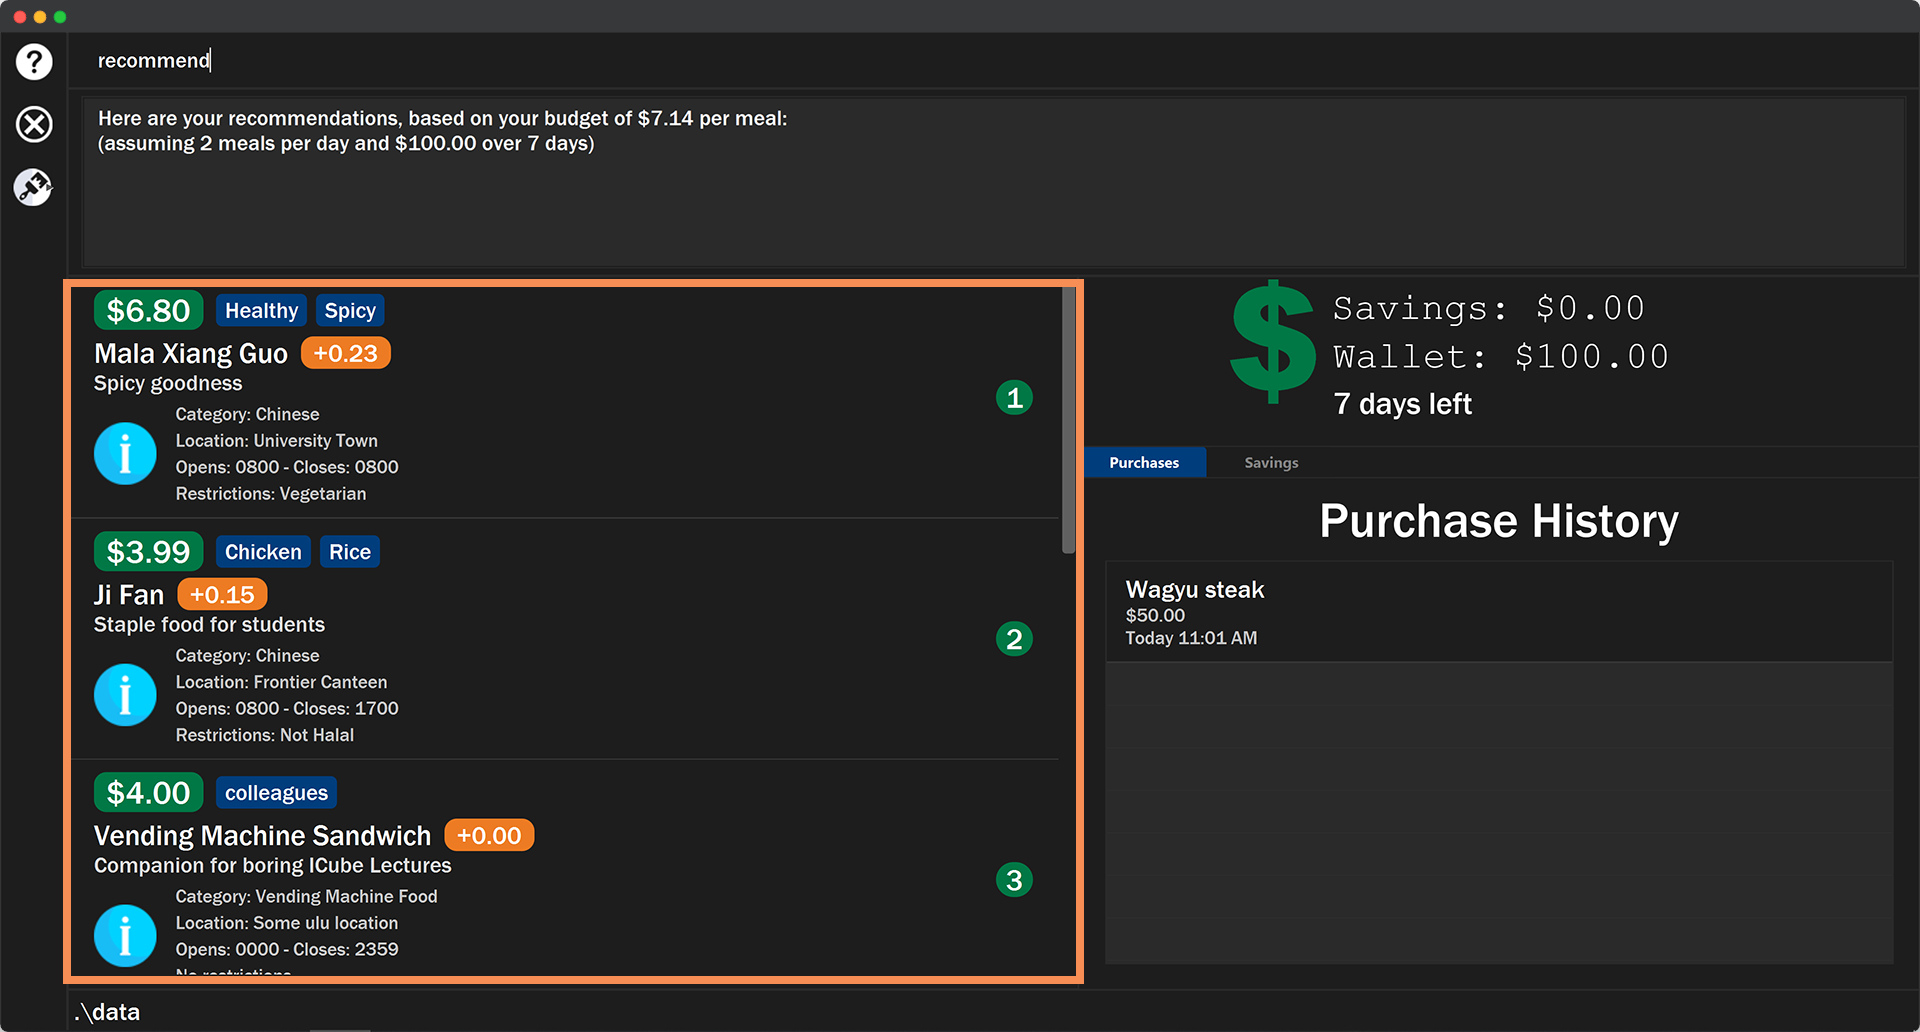 recommend
Here are your recommendations, based on your budget of $7.14 per meal:
(assuming 2 meals per day and $100.00 over 7 days)
$6.80 Healthy Spicy
Mala Xiang Guo +0.23
Spicy goodness
Category: Chinese
Location: University Town
Opens: 0800 - Closes: 0800
Restrictions: Vegetarian
1
$3.99 Chicken Rice
Ji Fan +0.15
Staple food for students
Category: Chinese
Location: Frontier Canteen
Opens: 0800 - Closes: 1700
Restrictions: Not Halal
2
$4.00 colleagues
Vending Machine Sandwich +0.00
Companion for boring ICube Lectures
Category: Vending Machine Food
Location: Some ulu location
Opens: 0000 - Closes: 2359
No restrictions
3
$
Savings: $0.00
Wallet: $100.00
7 days left
Purchases Savings
Purchase History
Wagyu steak
$50.00
Today 11:01 AM
.\data